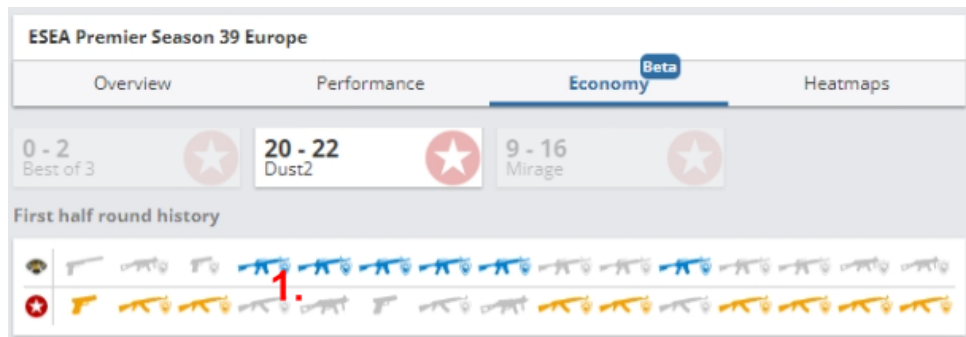 ESEA Premier Season 39 Europe
Overview Performance Economy Beta Heatmaps
0 - 2 20 - 22 9 - 16
Best of 3 Dust2 Mirage
First half round history
1.